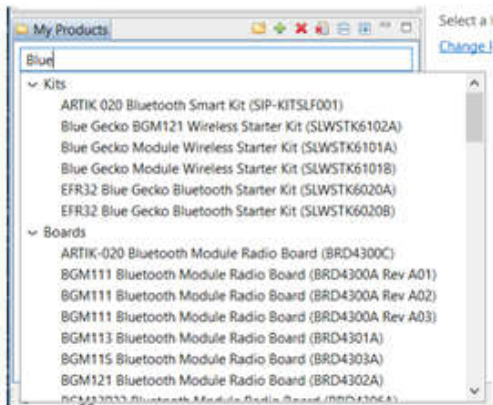 My Products
Select a
Change
Blue
Kits
ARTIK 020 Bluetooth Smart Kit (SIP-KITSLF001)
Blue Gecko BGM121 Wireless Starter Kit (SLWSTK6102A)
Blue Gecko Module Wireless Starter Kit (SLWSTK6101A)
Blue Gecko Module Wireless Starter Kit (SLWSTK6101B)
EFR32 Blue Gecko Bluetooth Starter Kit (SLWSTK6020A)
EFR32 Blue Gecko Bluetooth Starter Kit (SLWSTK6020B)
Boards
ARTIK-020 Bluetooth Module Radio Board (BRD4300C)
BGM111 Bluetooth Module Radio Board (BRD4300A Rev A01)
BGM111 Bluetooth Module Radio Board (BRD4300A Rev A02)
BGM111 Bluetooth Module Radio Board (BRD4300A Rev A03)
BGM113 Bluetooth Module Radio Board (BRD4301A)
BGM11S Bluetooth Module Radio Board (BRD4303A)
BGM121 Bluetooth Module Radio Board (BRD4302A)
Bluetooth Module Radio Board